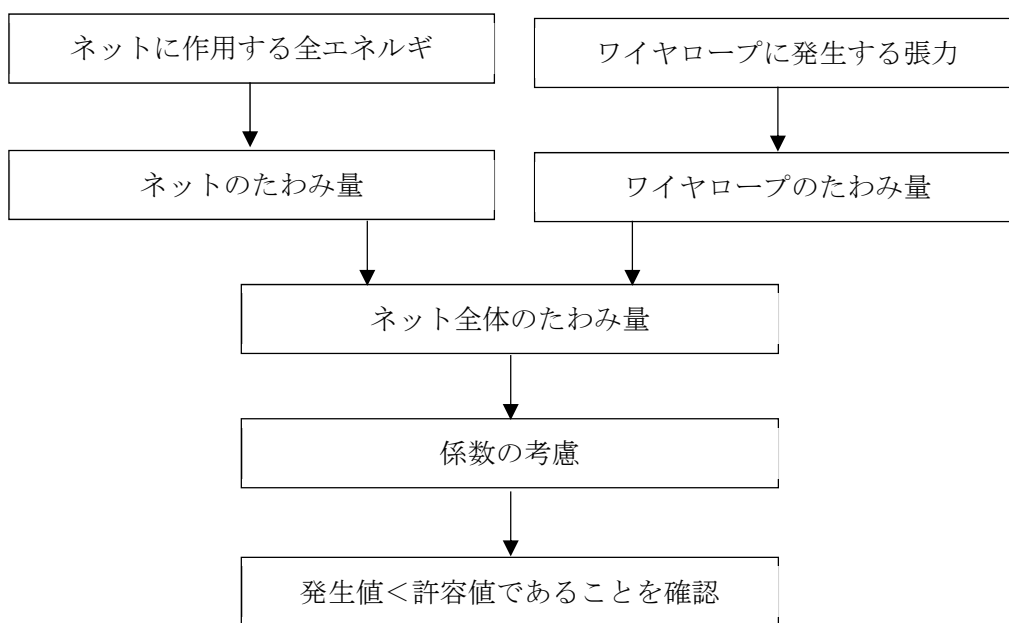 ネットに作用する全エネルギ
ワイヤロープに発生する張力
ネットのたわみ量
ワイヤロープのたわみ量
ネット全体のたわみ量
係数の考慮
発生値<許容値であることを確認